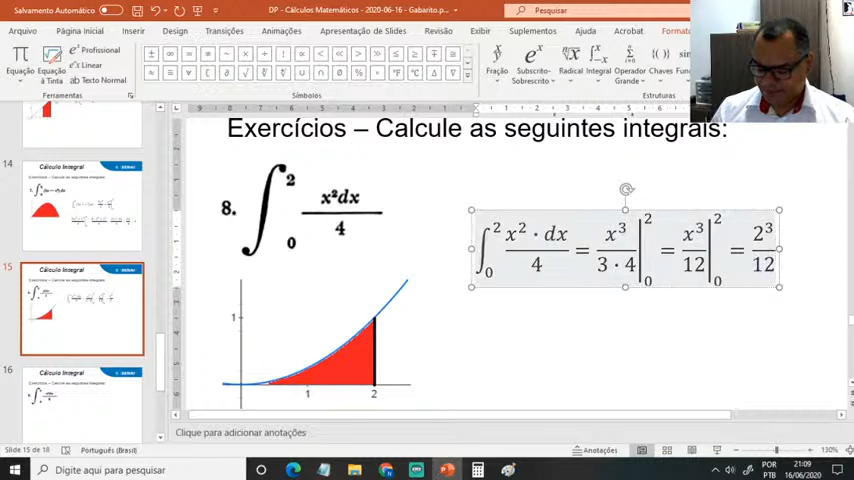 Salvamento Automático
DP - Cálculos Matemáticos - 2020-06-16 - Gabarito.p...
Pesquisar
Arquivo Página Inicial Inserir Design Transições Animações Apresentação de Slides Revisão Exibir Suplementos Ajuda Acrobat Formata
π Equação
Equação à Tinta
Profissional
Linear
Texto Normal
Ferramentas
± ∞ = ≠ ~ × ÷ ! ∝ < ≪ > ≫ ≤ ≥ ∓
Símbolos
Fração
Subscrito-Sobrescrito
Radical
Integral
Operador Grande
Estruturas
14
Cálculo Integral
15
Cálculo Integral
16
Cálculo Integral
Exercícios – Calcule as seguintes integrais:
8. ∫ 2 0 x²dx / 4
∫₀² x² · dx / 4 = x³ / 3 · 4 |₀² = x³ / 12 |₀² = 2³ / 12
1
1 2
Clique para adicionar anotações
Slide 15 de 18 Português (Brasil) Anotações 130%
Digite aqui para pesquisar
POR PTB
21:09
16/06/2020